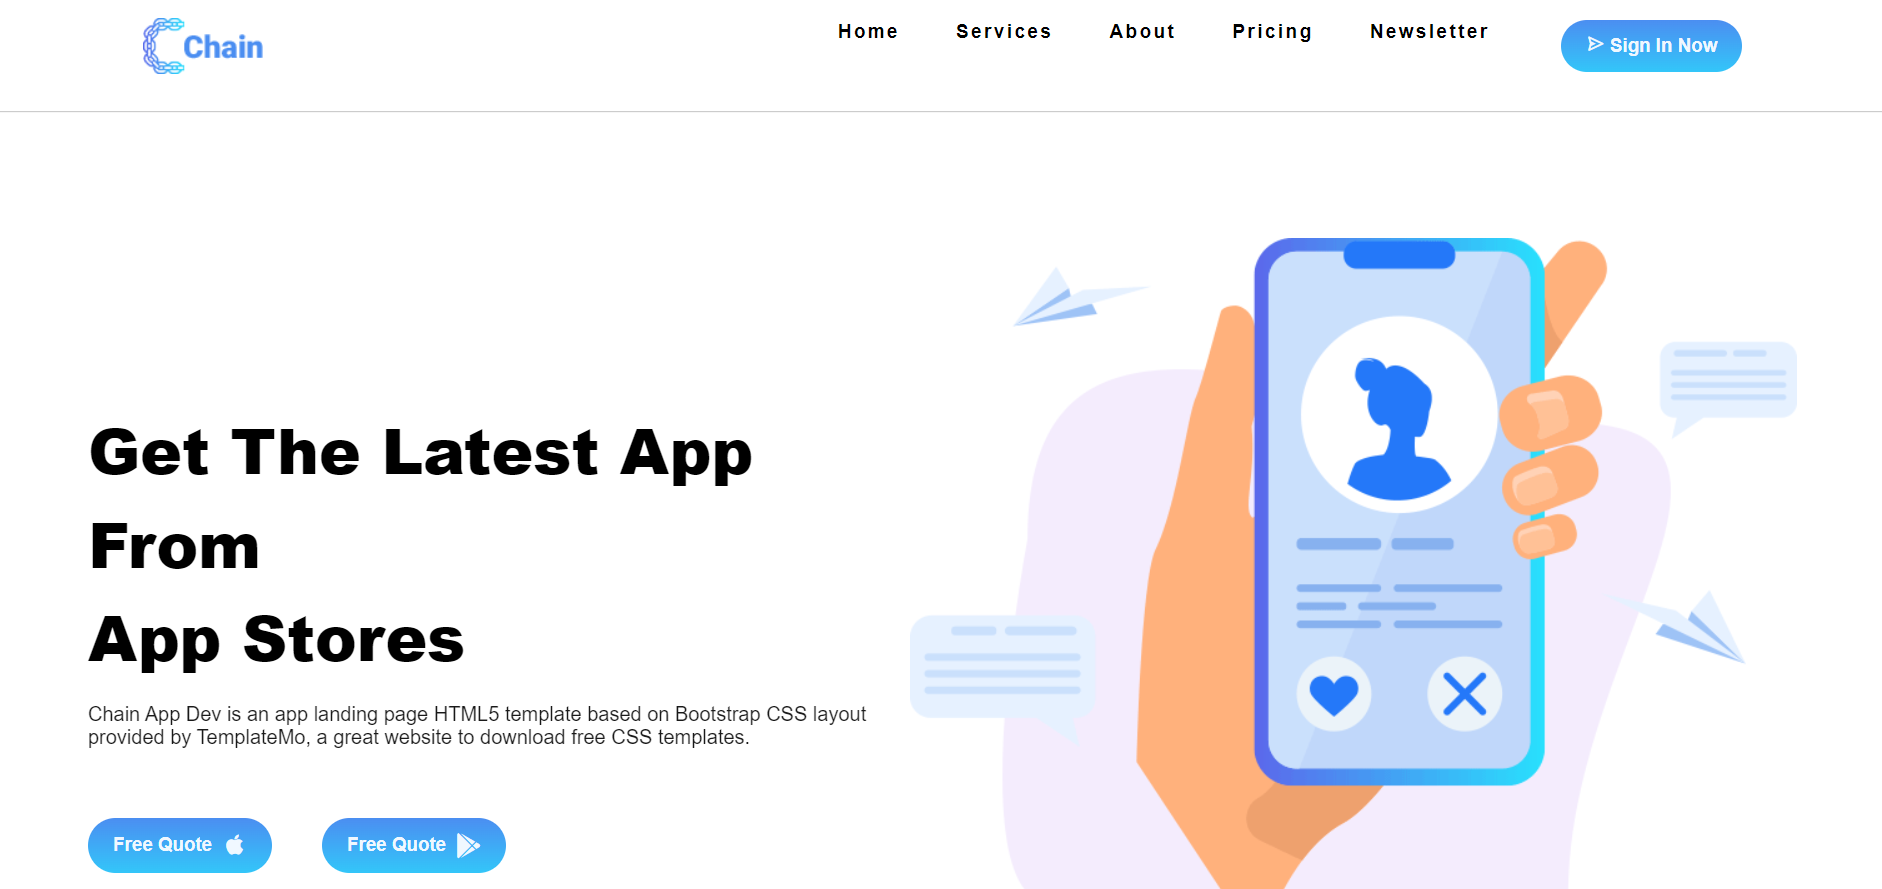 Chain
Home Services About Pricing Newsletter
Sign In Now
Get The Latest App
From
App Stores
Chain App Dev is an app landing page HTML5 template based on Bootstrap CSS layout
provided by TemplateMo, a great website to download free CSS templates.
Free Quote
Free Quote